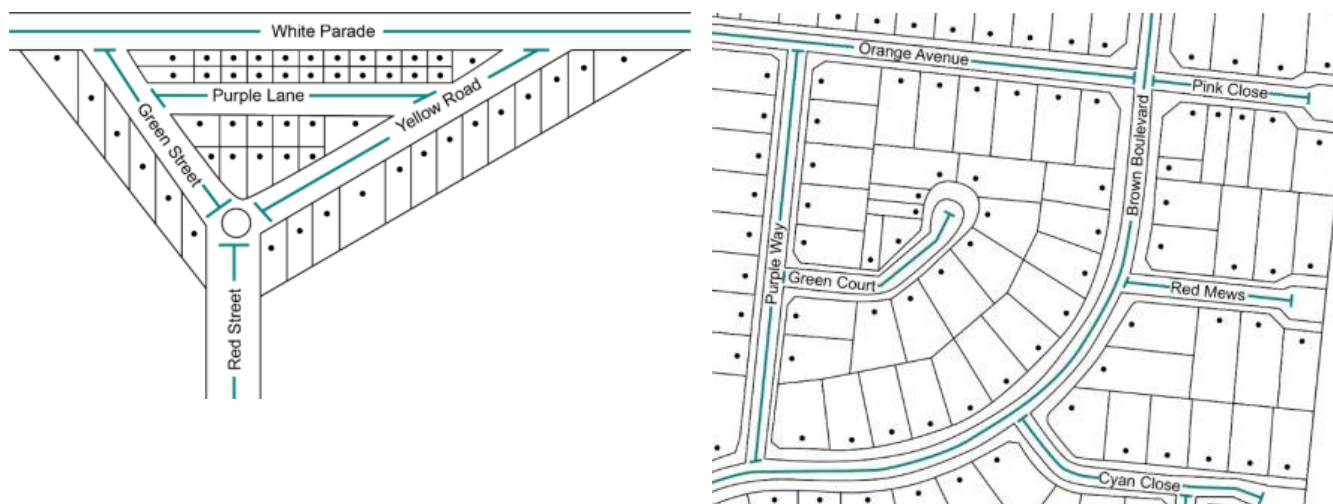 White Parade
Purple Lane
Green Street
Yellow Road
Red Street
Orange Avenue
Pink Close
Brown Boulevard
Purple Way
Green Court
Red Mews
Cyan Close